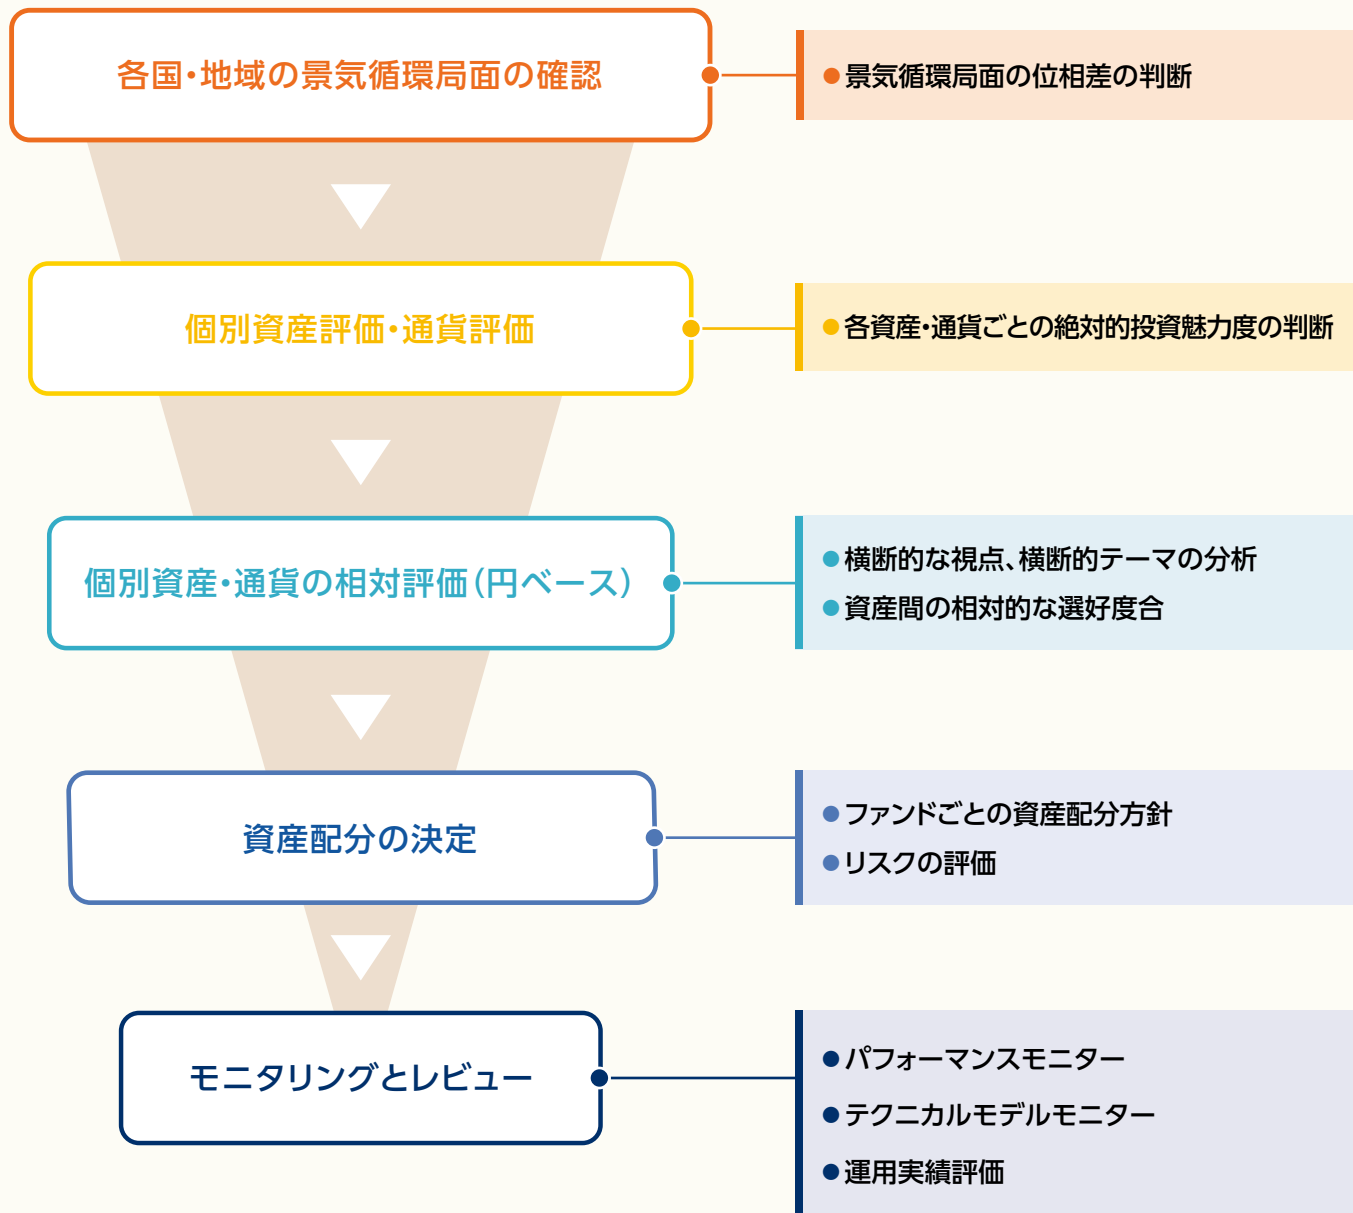 各国・地域の景気循環局面の確認
●景気循環局面の位相差の判断
個別資産評価・通貨評価
●各資産・通貨ごとの絶対的投資魅力度の判断
個別資産・通貨の相対評価（円ベース）
●横断的な視点、横断的テーマの分析
●資産間の相対的な選好度合
資産配分の決定
●ファンドごとの資産配分方針
●リスクの評価
モニタリングとレビュー
●パフォーマンスモニター
●テクニカルモデルモニター
●運用実績評価